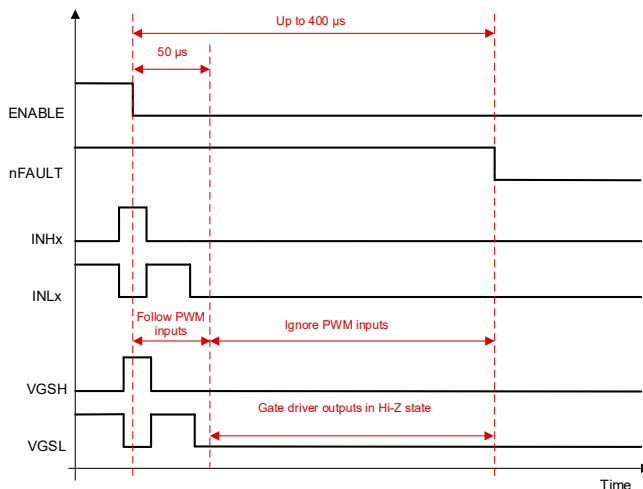 Up to 400 µs
50 µs
ENABLE
nFAULT
INHx
INLx
Follow PWM
inputs
Ignore PWM inputs
VGSH
Gate driver outputs in Hi-Z state
VGSL
Time